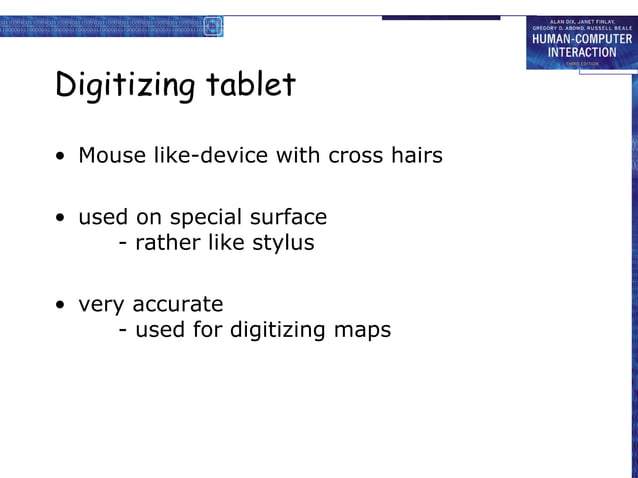 ALAN DIX, JANET FINLAY,
GREGORY D. ABOWD, RUSSELL BEALE
HUMAN-COMPUTER
INTERACTION
THIRD EDITION
Digitizing tablet
• Mouse like-device with cross hairs
• used on special surface
- rather like stylus
• very accurate
- used for digitizing maps